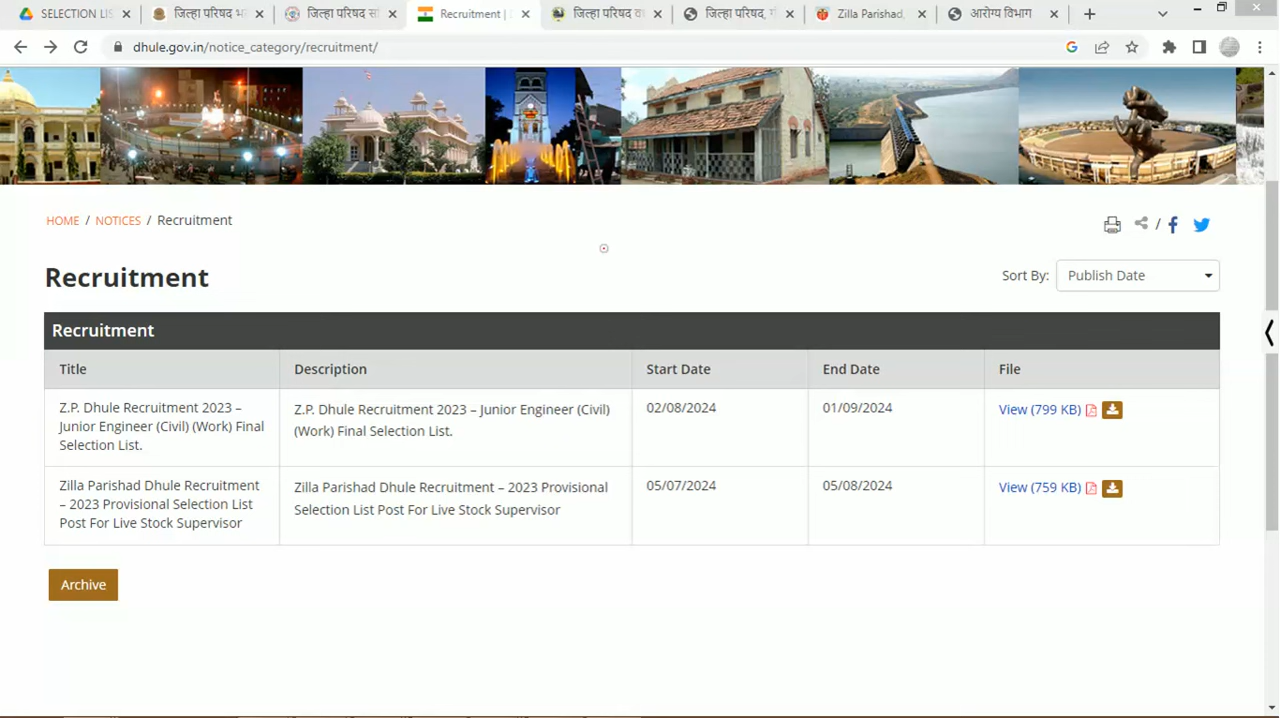 SELECTION LIS
जिल्हा परिषद भ
जिल्हा परिषद सा
Recruitment |
जिल्हा परिषद व
जिल्हा परिषद,
Zilla Parishad,
आरोग्य विभाग
dhule.gov.in/notice_category/recruitment/
HOME / NOTICES / Recruitment
Recruitment
Sort By: Publish Date
Recruitment
Title Description Start Date End Date File
Z.P. Dhule Recruitment 2023 –
Junior Engineer (Civil) (Work) Final
Selection List.
Z.P. Dhule Recruitment 2023 – Junior Engineer (Civil)
(Work) Final Selection List.
02/08/2024
01/09/2024
View (799 KB)
Zilla Parishad Dhule Recruitment
– 2023 Provisional Selection List
Post For Live Stock Supervisor
Zilla Parishad Dhule Recruitment – 2023 Provisional
Selection List Post For Live Stock Supervisor
05/07/2024
05/08/2024
View (759 KB)
Archive